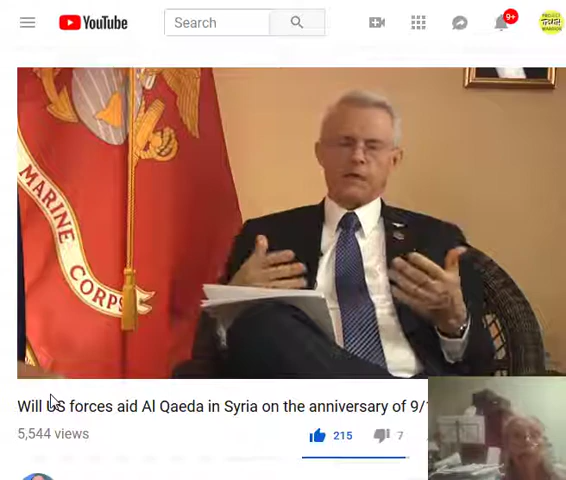 YouTube
Search
9+
MARINE CORPS
Will US forces aid Al Qaeda in Syria on the anniversary of 9/1
5,544 views
215
7